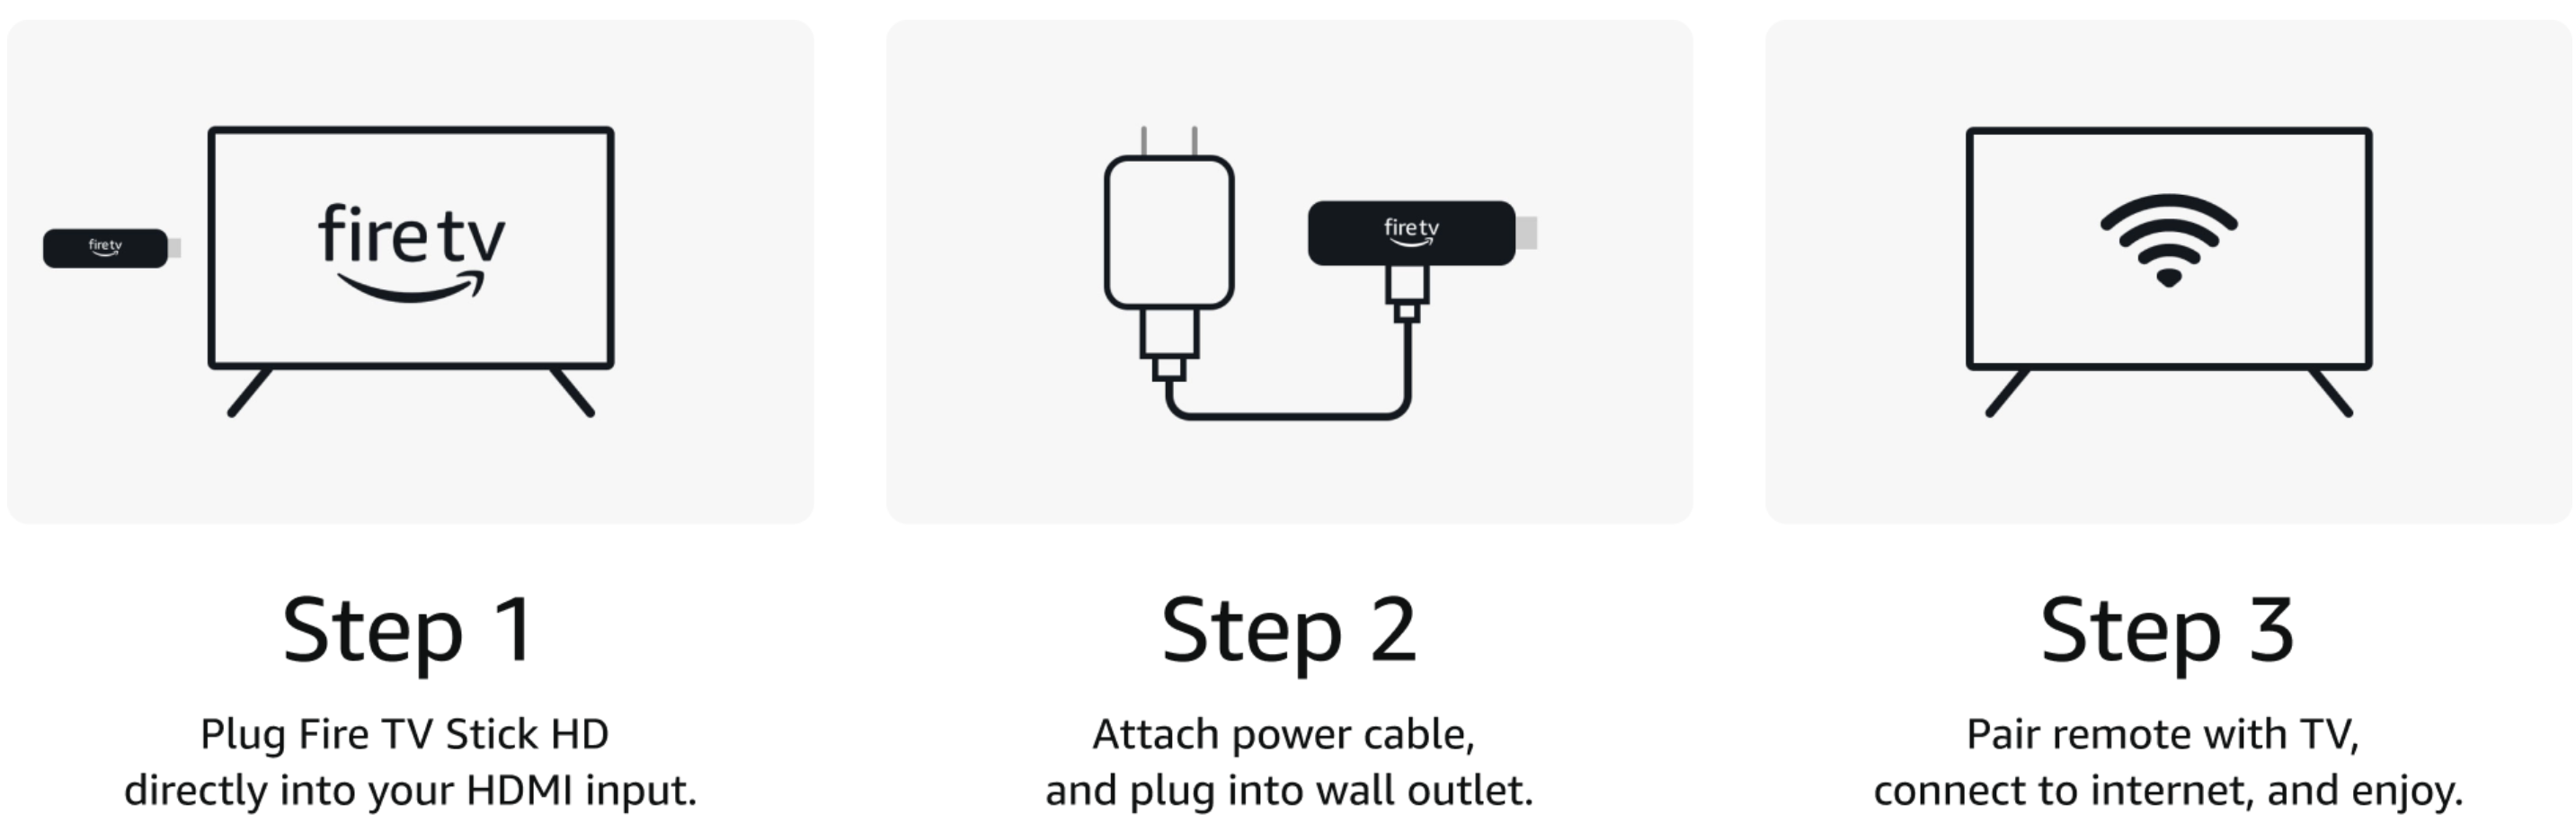 fire tv
fire tv
fire tv
Step 1
Plug Fire TV Stick HD
directly into your HDMI input.
Step 2
Attach power cable,
and plug into wall outlet.
Step 3
Pair remote with TV,
connect to internet, and enjoy.